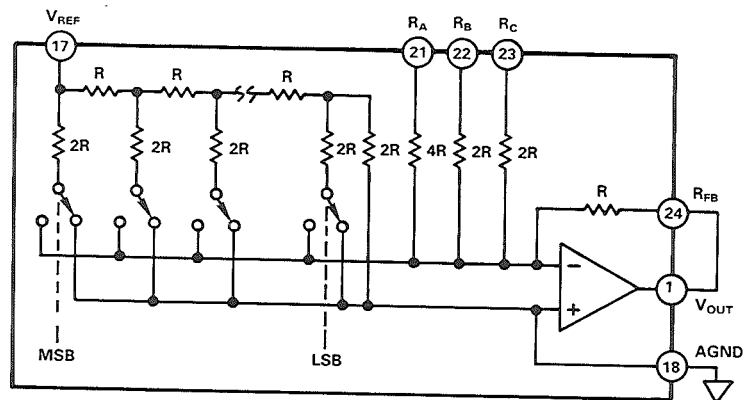 VREF RA RB RC
17 21 22 23
R R R
2R 2R 2R 2R 2R 4R 2R 2R
R RFB
24
−
+
1
VOUT
AGND
18
MSB LSB